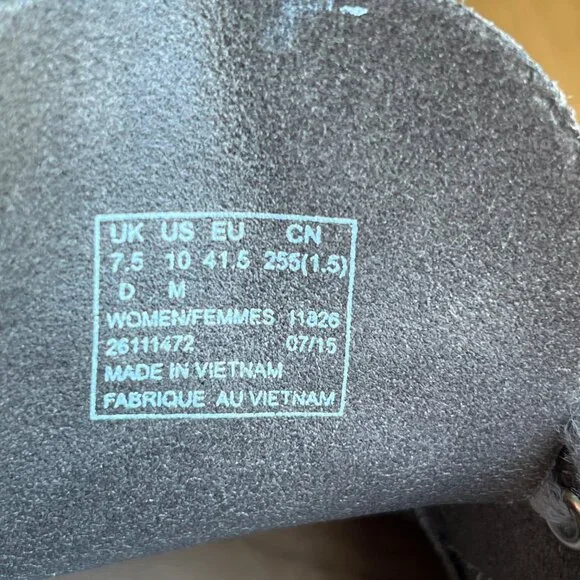 UK US EU CN
7.5 10 41.5 255(1.5)
D M
WOMEN/FEMMES 11826
26111472 07/15
MADE IN VIETNAM
FABRIQUE AU VIETNAM